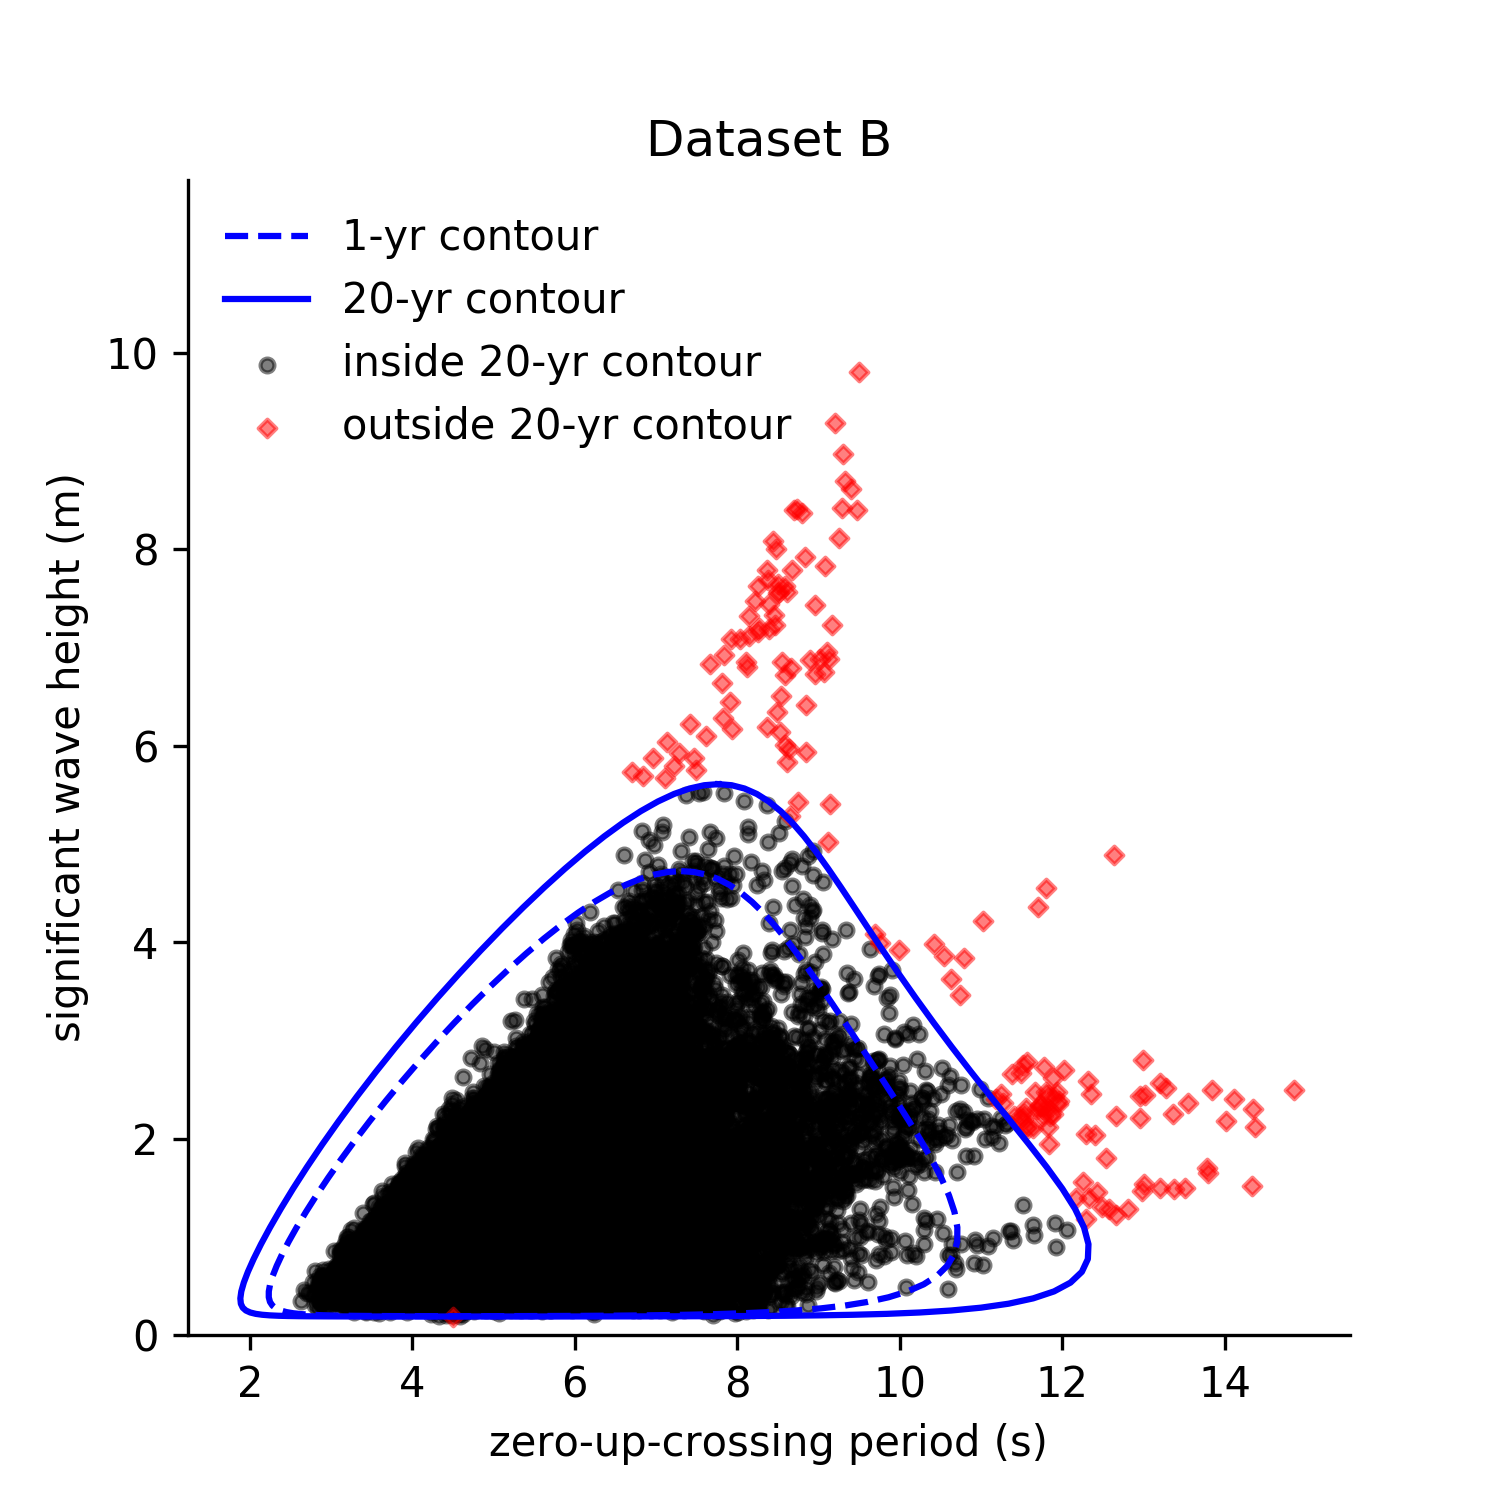 Dataset B
1-yr contour
20-yr contour
inside 20-yr contour
outside 20-yr contour
significant wave height (m)
10
8
6
4
2
0
2 4 6 8 10 12 14
zero-up-crossing period (s)